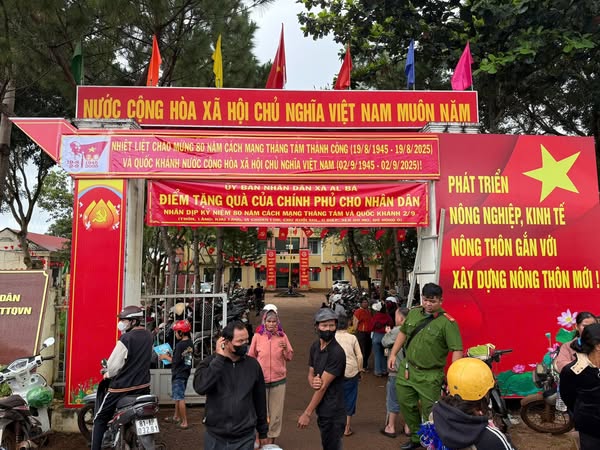 NƯỚC CỘNG HÒA XÃ HỘI CHỦ NGHĨA VIỆT NAM MUÔN NĂM
NHIỆT LIỆT CHÀO MỪNG 80 NĂM CÁCH MẠNG THÁNG TÁM THÀNH CÔNG (19/8/1945 - 19/8/2025)
VÀ QUỐC KHÁNH NƯỚC CỘNG HÒA XÃ HỘI CHỦ NGHĨA VIỆT NAM (02/9/1945 - 02/9/2025)!
ỦY BAN NHÂN DÂN XÃ AL BÁ
ĐIỂM TẶNG QUÀ CỦA CHÍNH PHỦ CHO NHÂN DÂN
NHÂN DỊP KỶ NIỆM 80 NĂM CÁCH MẠNG THÁNG TÁM VÀ QUỐC KHÁNH 2/9
PHÁT TRIỂN
NÔNG NGHIỆP, KINH TẾ
NÔNG THÔN GẮN VỚI
XÂY DỰNG NÔNG THÔN MỚI !
DÂN
TTQVN
80